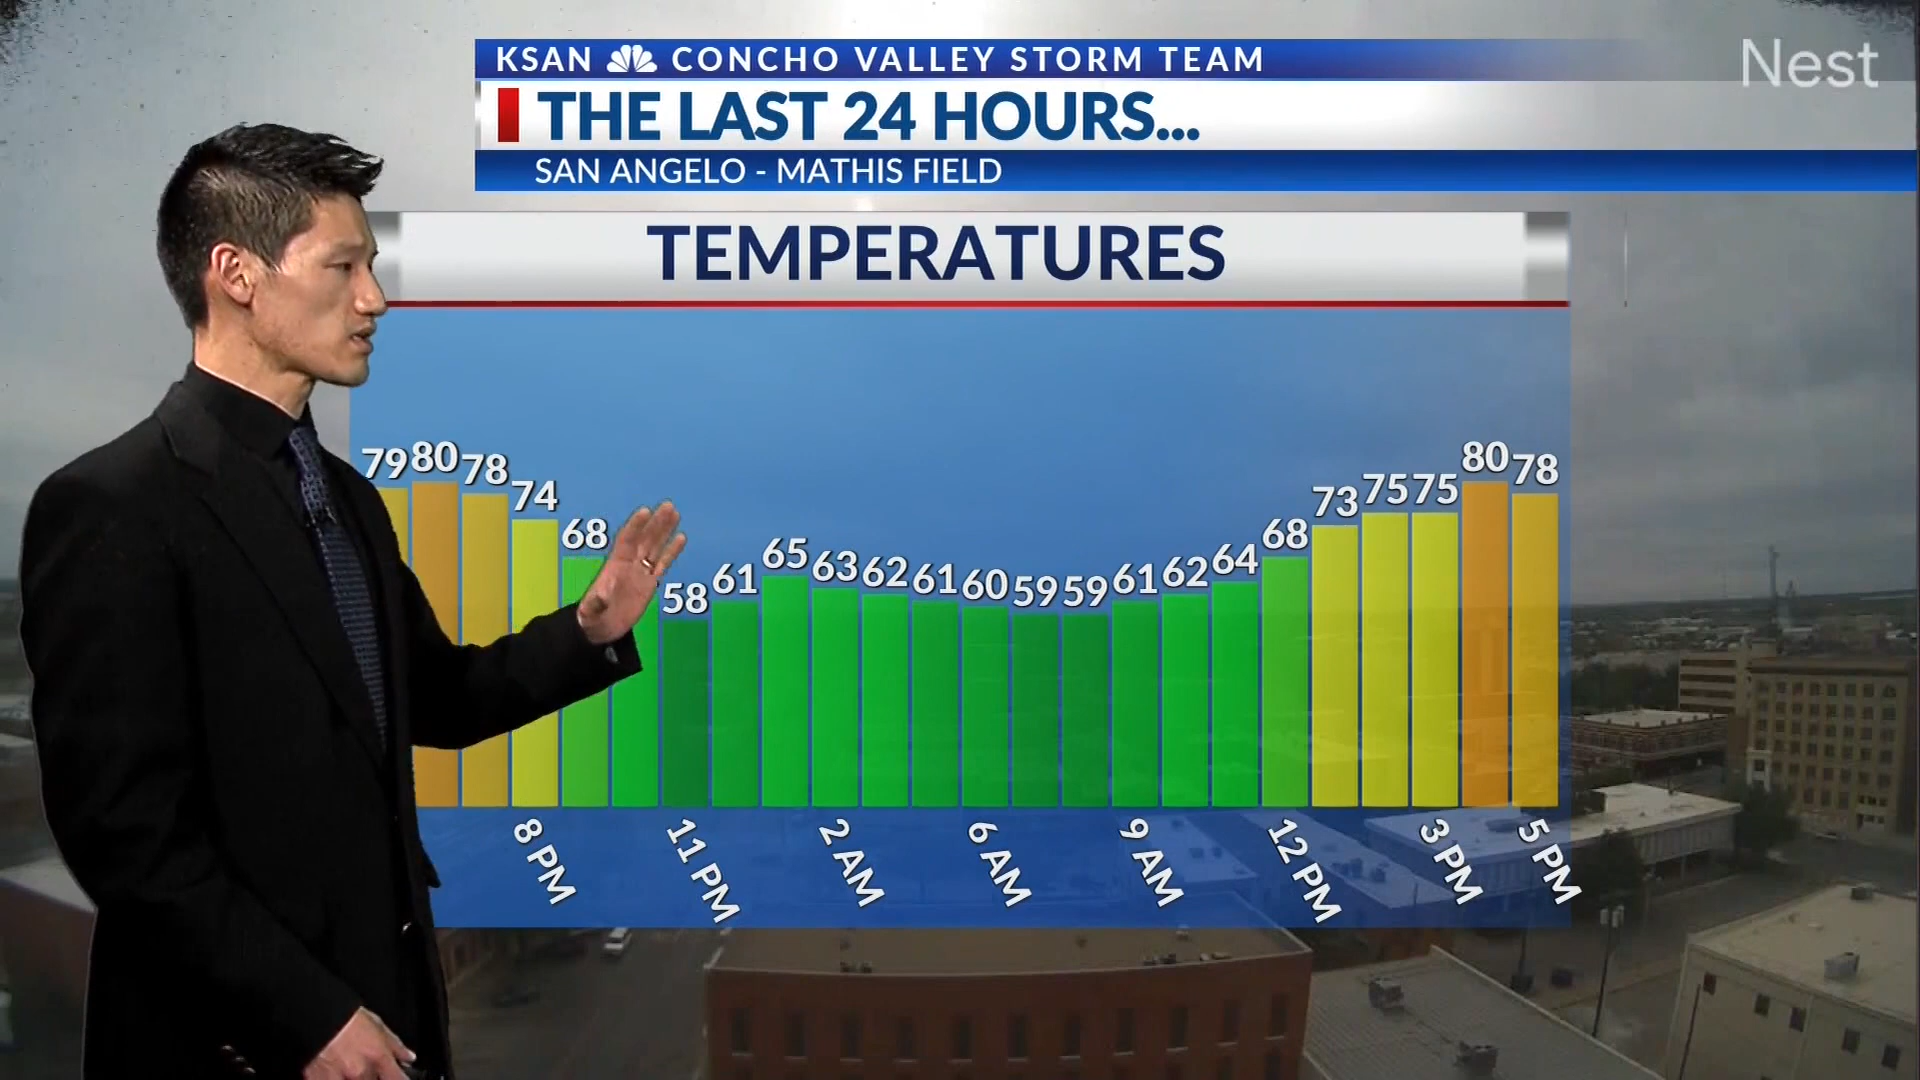 KSAN CONCHO VALLEY STORM TEAM
Nest
THE LAST 24 HOURS...
SAN ANGELO - MATHIS FIELD
TEMPERATURES
79 80 78 74 68 58 61 65 63 62 61 60 59 59 61 62 64 68 73 75 75 80 78
8 PM 11 PM 2 AM 6 AM 9 AM 12 PM 3 PM 5 PM